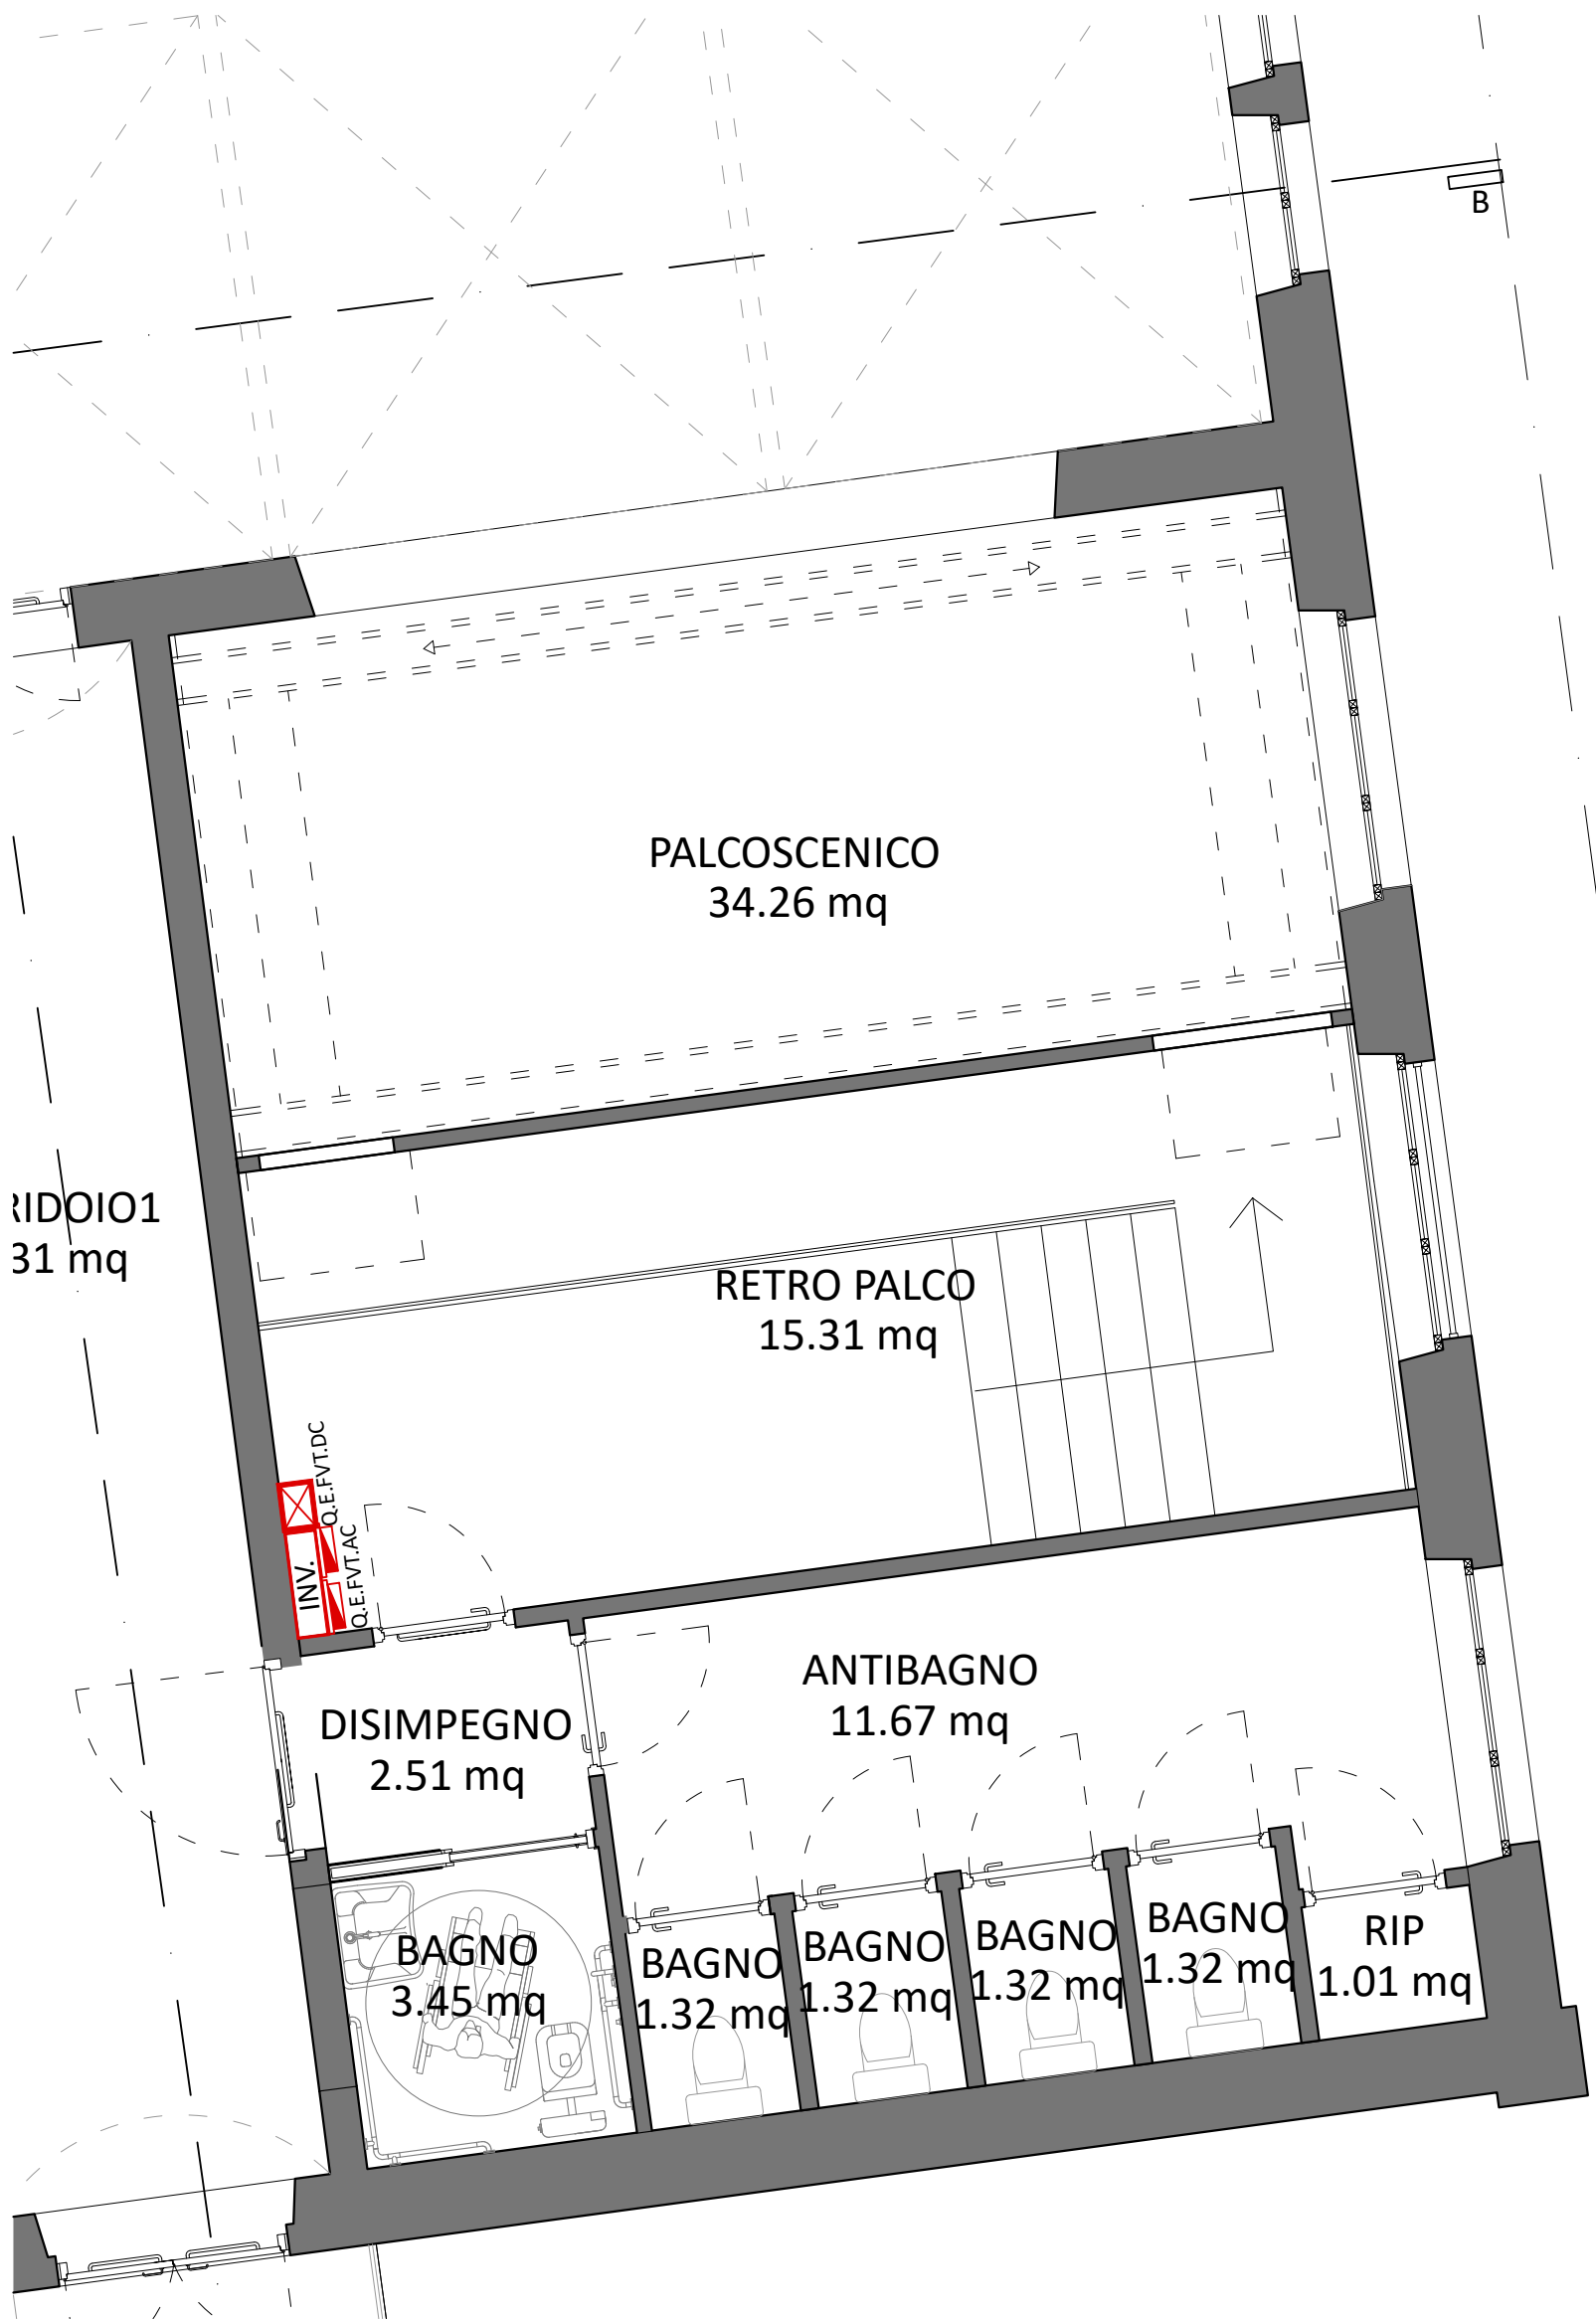 B
PALCOSCENICO
34.26 mq
RIDOIO1
31 mq
RETRO PALCO
15.31 mq
Q.E.FVT.DC
Q.E.FVT.AC
INV.
ANTIBAGNO
11.67 mq
DISIMPEGNO
2.51 mq
BAGNO
3.45 mq
BAGNO
1.32 mq
BAGNO
1.32 mq
BAGNO
1.32 mq
BAGNO
1.32 mq
RIP
1.01 mq